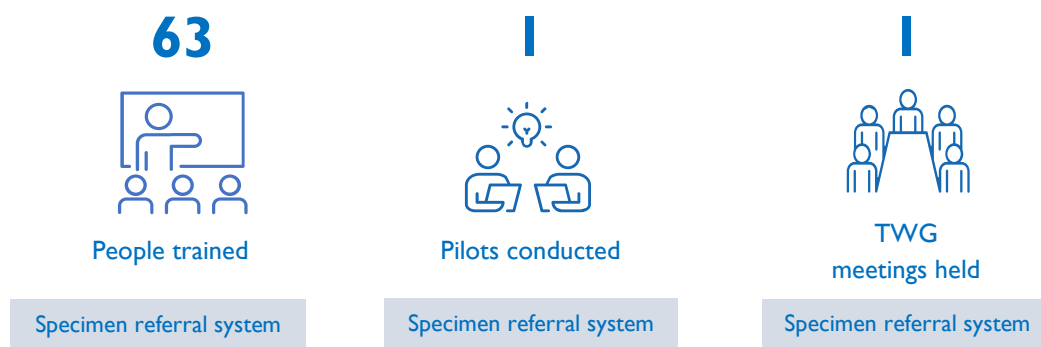 63
1
1
People trained
Pilots conducted
TWG
meetings held
Specimen referral system
Specimen referral system
Specimen referral system